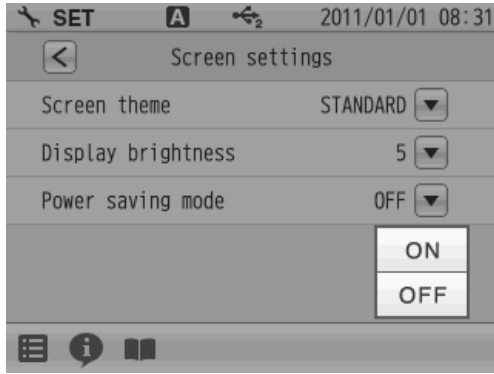 SET A 2 2011/01/01 08:31
< Screen settings
Screen theme STANDARD ▼
Display brightness 5 ▼
Power saving mode OFF ▼
ON
OFF
i